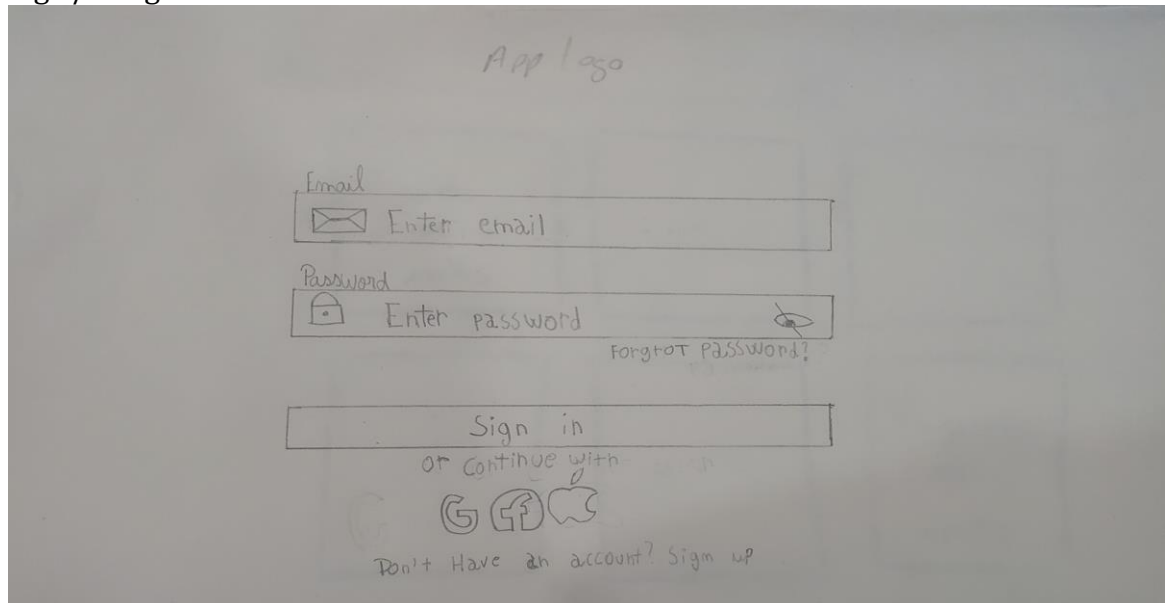 App logo
Email
Enter email
Password
Enter password
Forgtot password?
Sign in
or continue with
G f
Don't Have an account? Sign up